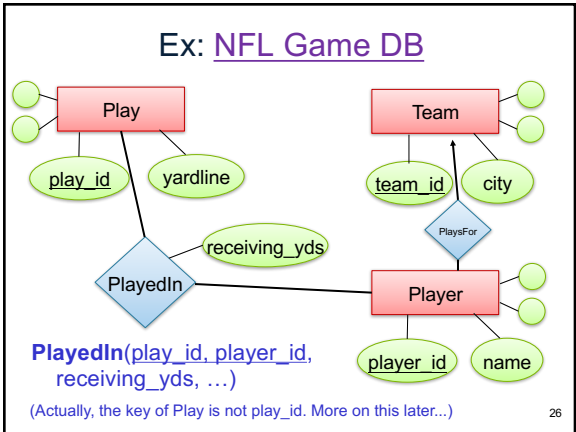 Ex: NFL Game DB
Play
Team
play_id
yardline
team_id
city
PlaysFor
receiving_yds
PlayedIn
Player
player_id
name
PlayedIn(play_id, player_id,
receiving_yds, …)
(Actually, the key of Play is not play_id. More on this later...)
26